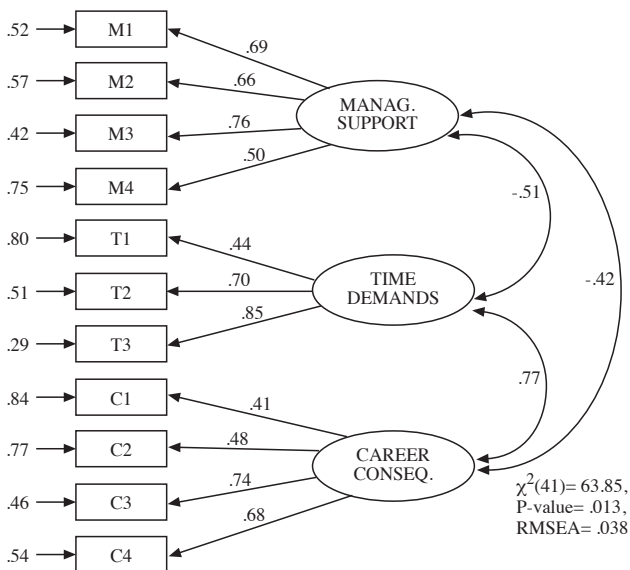 .52 M1 .69
.57 M2 .66
.42 M3 .76
.75 M4 .50
MANAG.
SUPPORT
-.51
-.42
.80 T1 .44
.51 T2 .70
.29 T3 .85
TIME
DEMANDS
.77
.84 C1 .41
.77 C2 .48
.46 C3 .74
.54 C4 .68
CAREER
CONSEQ.
χ²(41)= 63.85,
P-value= .013,
RMSEA= .038